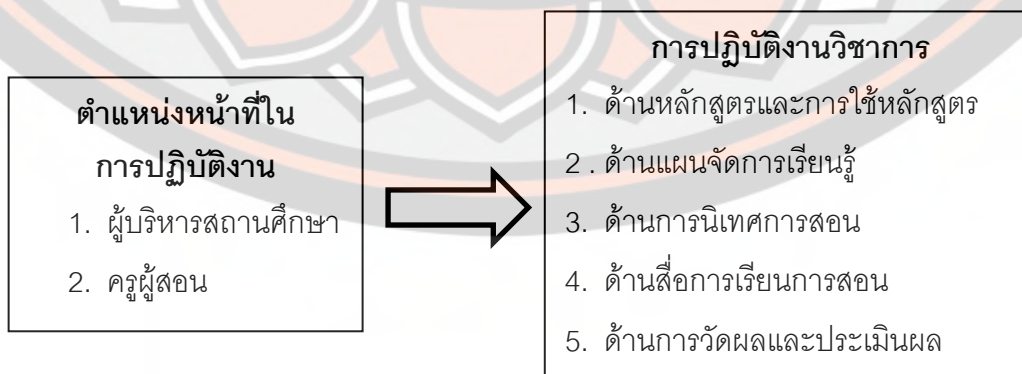 ตำแหน่งหน้าที่ใน
การปฏิบัติงาน
1. ผู้บริหารสถานศึกษา
2. ครูผู้สอน
การปฏิบัติงานวิชาการ
1. ด้านหลักสูตรและการใช้หลักสูตร
2 . ด้านแผนจัดการเรียนรู้
3. ด้านการนิเทศการสอน
4. ด้านสื่อการเรียนการสอน
5. ด้านการวัดผลและประเมินผล